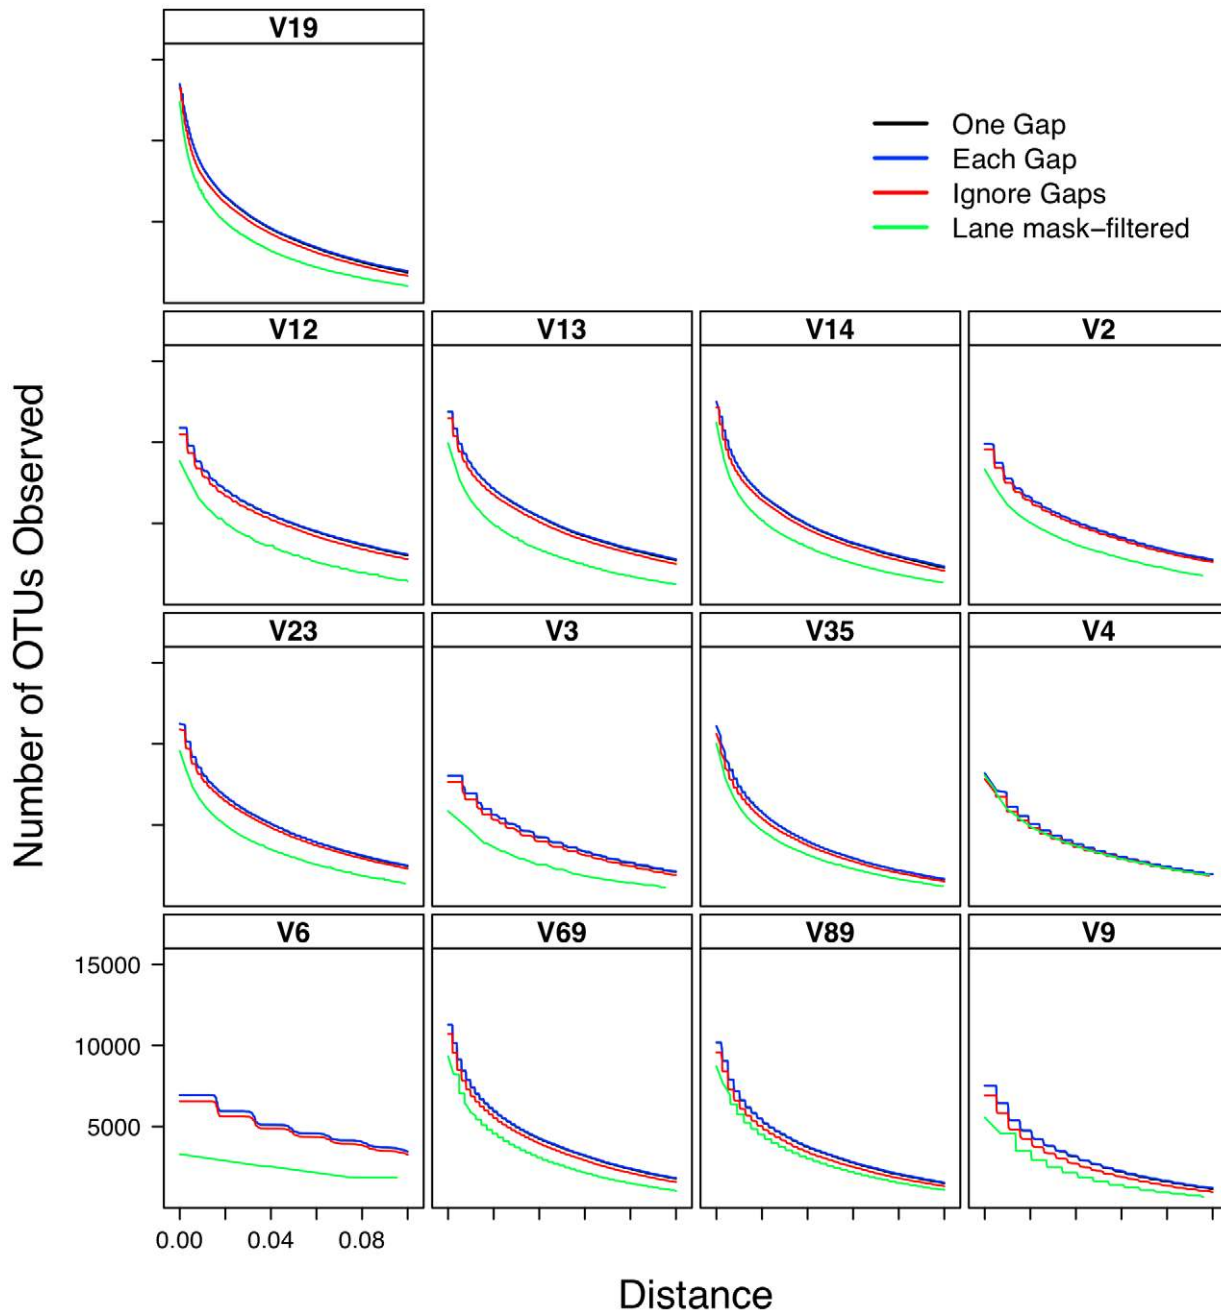 V19
One Gap
Each Gap
Ignore Gaps
Lane mask–filtered
V12 V13 V14 V2
V23 V3 V35 V4
V6 V69 V89 V9
Number of OTUs Observed
15000
10000
5000
0.00 0.04 0.08
Distance